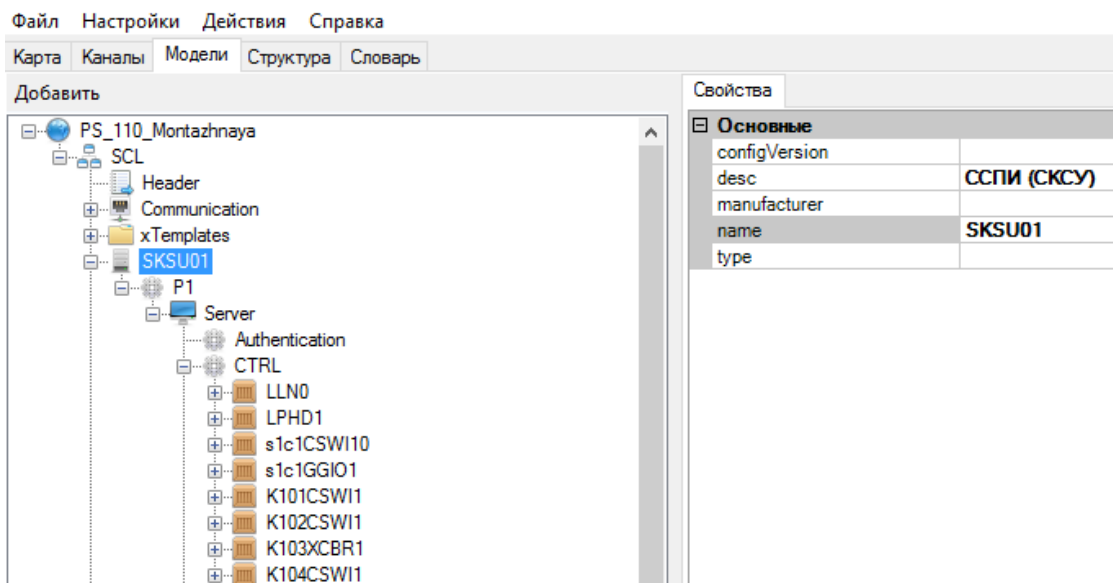 Файл Настройки Действия Справка
Карта Каналы Модели Структура Словарь
Добавить
PS_110_Montazhnaya
SCL
Header
Communication
xTemplates
SKSU01
P1
Server
Authentication
CTRL
LLN0
LPHD1
s1c1CSWI10
s1c1GGIO1
K101CSWI1
K102CSWI1
K103XCBR1
K104CSWI1
Свойства
Основные
configVersion
desc ССПИ (СКСУ)
manufacturer
name SKSU01
type